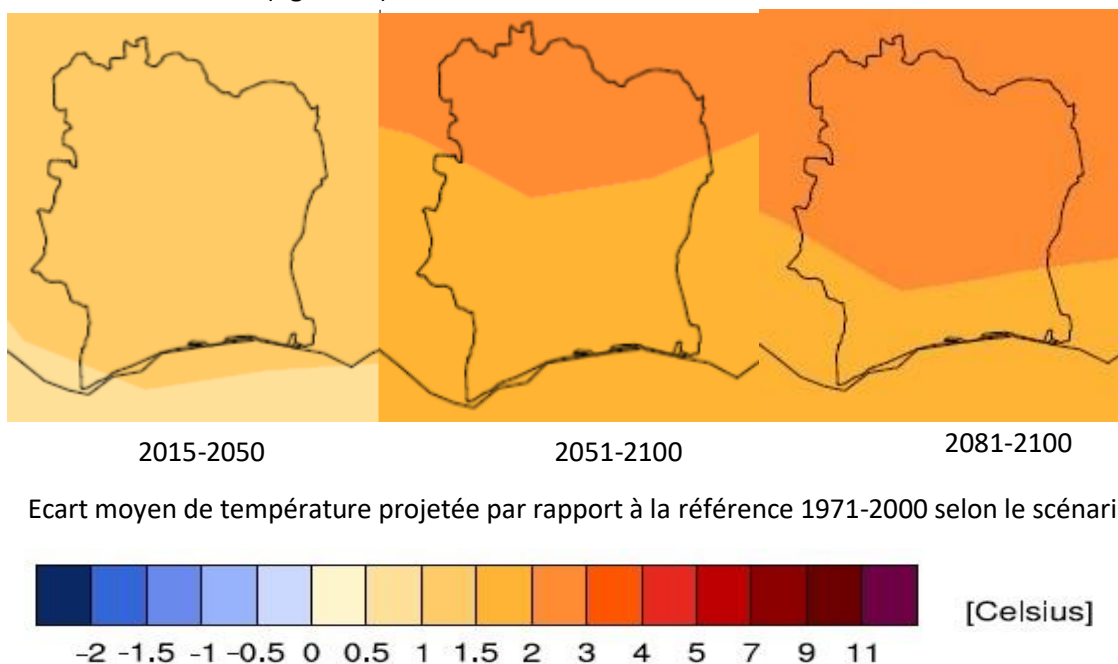 2015-2050 2051-2100 2081-2100
Ecart moyen de température projetée par rapport à la référence 1971-2000 selon le
[Celsius]
-2 -1.5 -1 -0.5 0 0.5 1 1.5 2 3 4 5 7 9 11